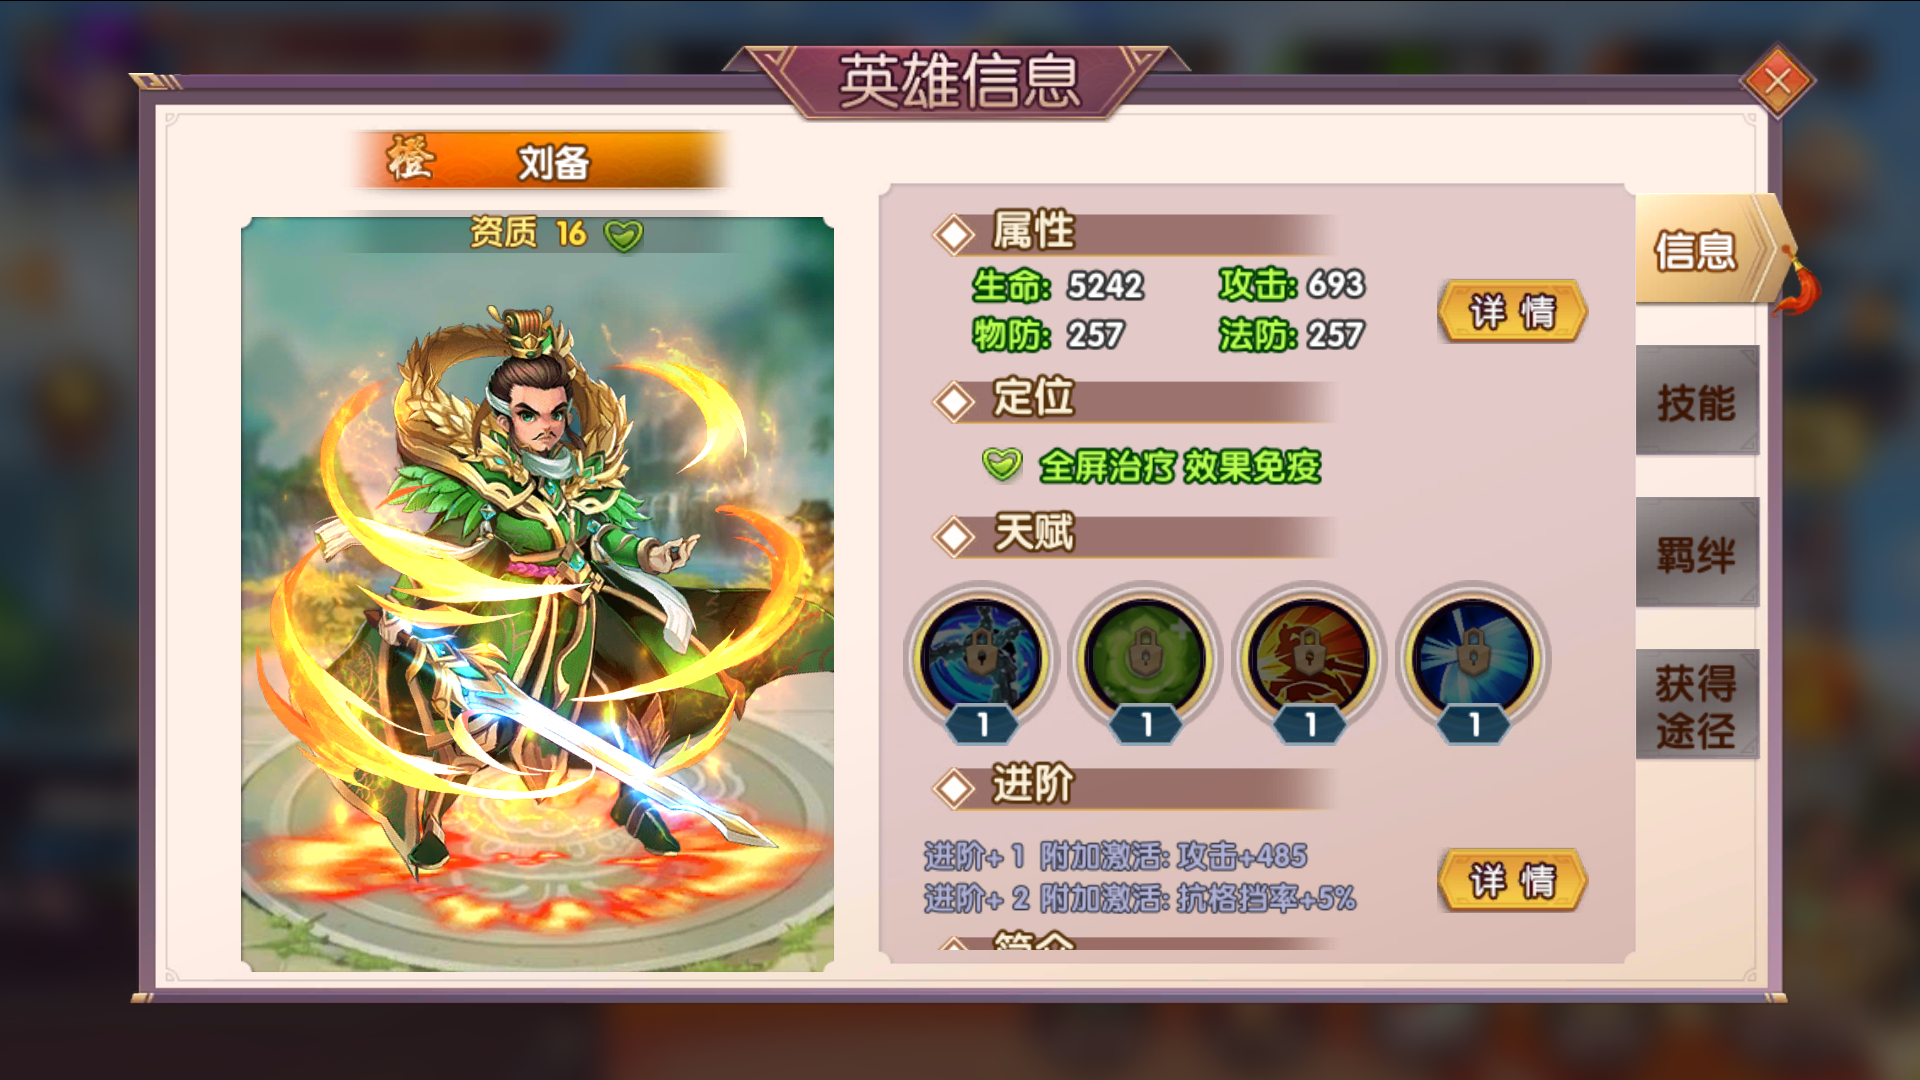 英雄信息
橙 刘备
资质 16
属性
生命: 5242 攻击: 693
物防: 257 法防: 257
详 情
定位
全屏治疗 效果免疫
天赋
1 1 1 1
进阶
进阶+ 1 附加激活: 攻击+485
进阶+ 2 附加激活: 抗格挡率+5%
详 情
简介
信息
技能
羁绊
获得
途径